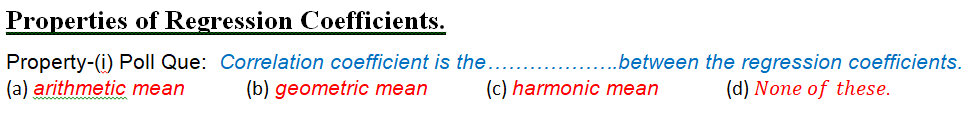 Properties of Regression Coefficients.
Property-(i) Poll Que: Correlation coefficient is the...................between the regression coefficients.
(a) arithmetic mean (b) geometric mean (c) harmonic mean (d) None of these.